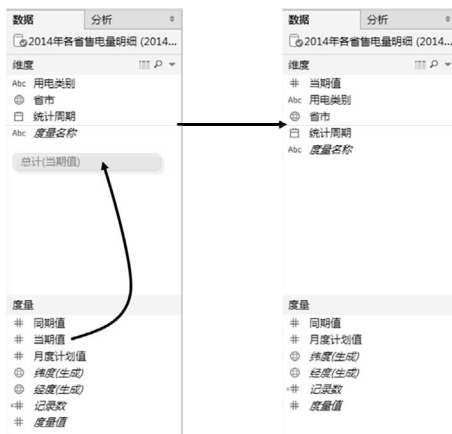 数据 分析
2014年各省售电量明细 (2014...
维度
Abc 用电类别
省市
统计周期
Abc 度量名称
总计(当期值)
度量
# 同期值
# 当期值
# 月度计划值
纬度(生成)
经度(生成)
=# 记录数
# 度量值
数据 分析
2014年各省售电量明细 (2014...
维度
# 当期值
Abc 用电类别
省市
统计周期
Abc 度量名称
度量
# 同期值
# 月度计划值
纬度(生成)
经度(生成)
=# 记录数
# 度量值